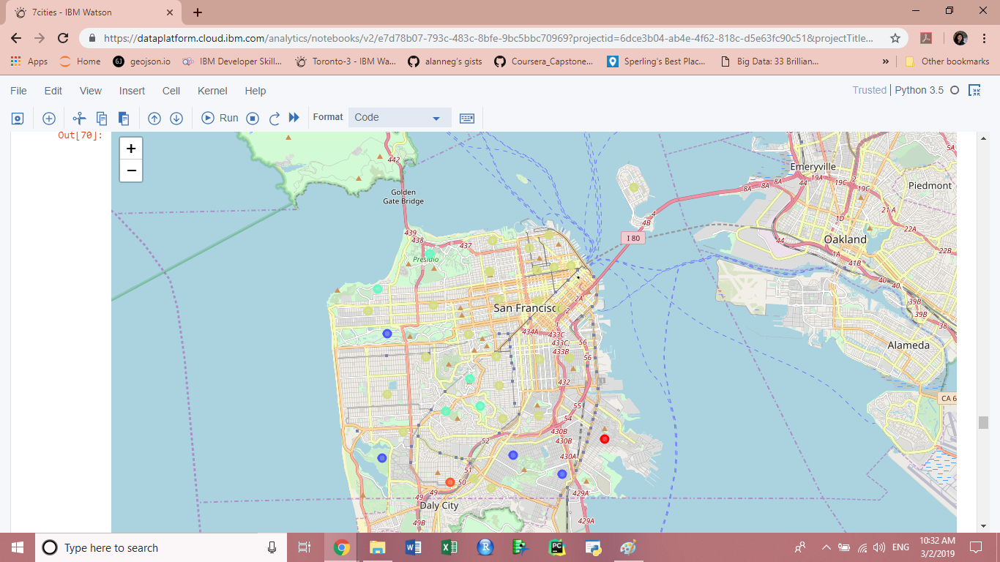 7cities - IBM Watson
https://dataplatform.cloud.ibm.com/analytics/notebooks/v2/e7d78b07-793c-483c-8bfe-9bc5bbc70969?projectid=6dce3b04-ab4e-4f62-818c-d5e63fc90c51&projectTitle...
Apps Home geojson.io IBM Developer Skill... Toronto-3 - IBM Wa... alanneg's gists Coursera_Capstone... Sperling's Best Plac... Big Data: 33 Brillian... » Other bookmarks
File Edit View Insert Cell Kernel Help Trusted | Python 3.5
Run Format Code
Out[70]:
+
−
5A
442
Emeryville
44 19A 19C 2
8A 8A 8A
19C
Piedmont
Golden
Gate Bridge
4
4B
21 A
1D
22A
439
438
437
I 80
44
Oakland
22B
Presidio
1A
41B
40
40
2A
39B
39B
San Francisco
2
1
38
434A
433C
433C;
433B
56
56
Alameda
432
CA 6
55
54
430B
430B
52
430A
51
50
49
49
429A
Daly City
49B
429A
Type here to search
ENG
10:32 AM
3/2/2019